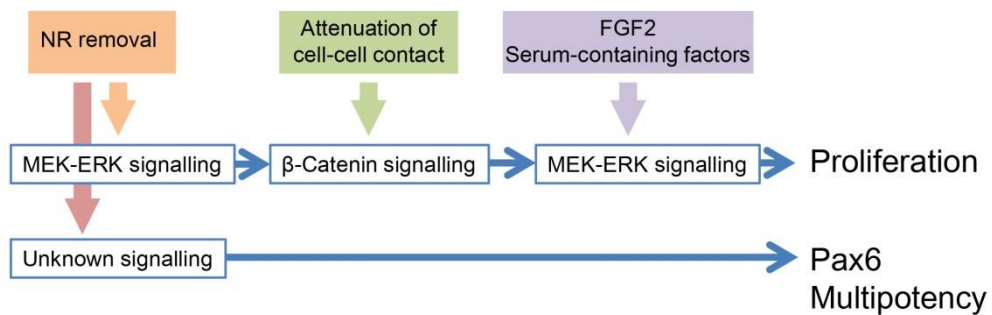 NR removal
Attenuation of
cell-cell contact
FGF2
Serum-containing factors
MEK-ERK signalling
β-Catenin signalling
MEK-ERK signalling
Proliferation
Unknown signalling
Pax6
Multipotency